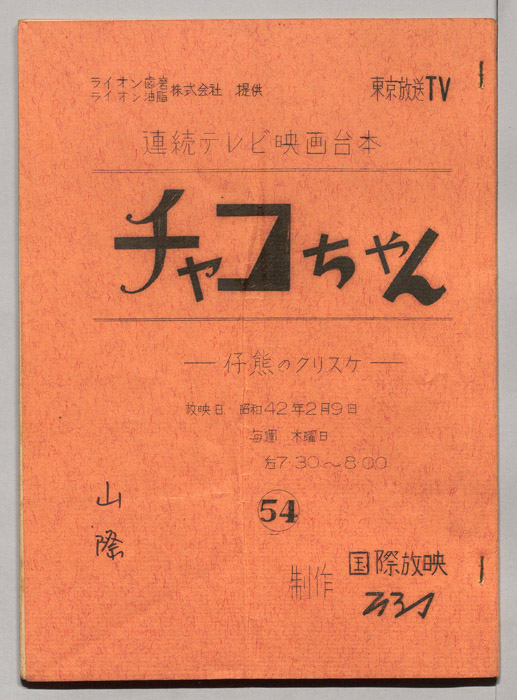 ライオン歯磨
ライオン油脂 株式会社 提供
東京放送TV
連続テレビ映画台本
チャコちゃん
―仔熊のクリスケ―
放映日 昭和42年2月9日
毎週 木曜日
后7・30~8・00
54
山際
制作 国際放映